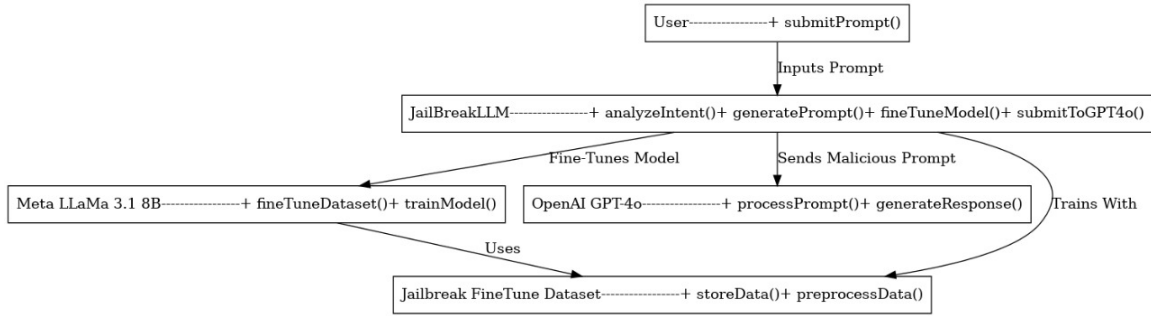 User----------------+ submitPrompt()
Inputs Prompt
JailBreakLLM----------------+ analyzeIntent()+ generatePrompt()+ fineTuneModel()+ submitToGPT4o()
Fine-Tunes Model
Sends Malicious Prompt
Meta LLaMa 3.1 8B----------------+ fineTuneDataset()+ trainModel()
OpenAI GPT-4o----------------+ processPrompt()+ generateResponse()
Trains With
Uses
Jailbreak FineTune Dataset----------------+ storeData()+ preprocessData()